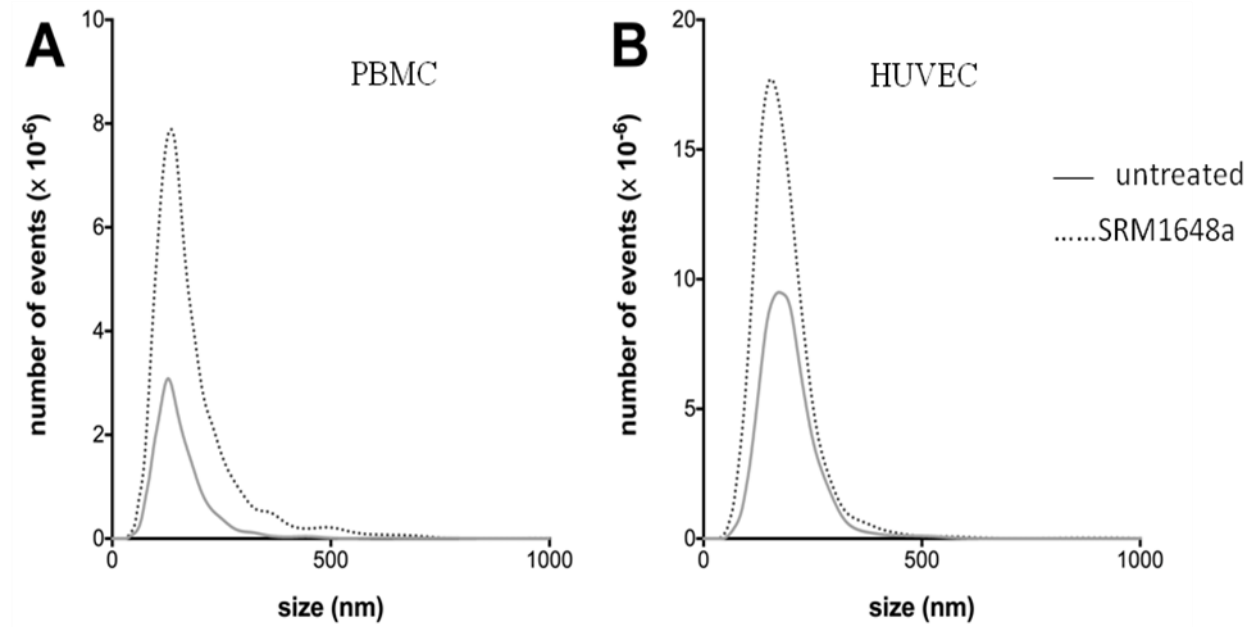 A
PBMC
number of events (x 10-6)
10
8
6
4
2
0
0
500
1000
size (nm)
B
HUVEC
number of events (x 10-6)
20
15
10
5
0
0
500
1000
size (nm)
untreated
......SRM1648a